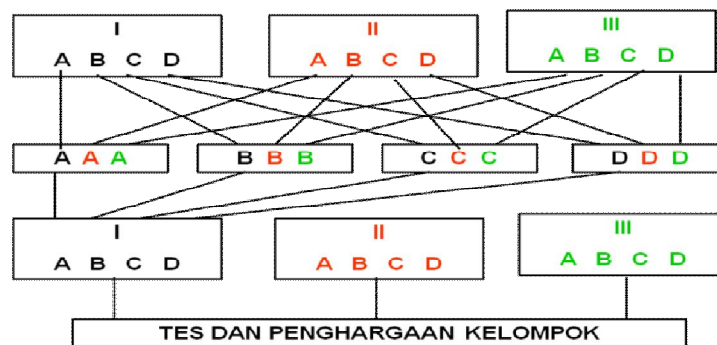 I
A B C D
II
A B C D
III
A B C D
A A A
B B B
C C C
D D D
I
A B C D
II
A B C D
III
A B C D
TES DAN PENGHARGAAN KELOMPOK